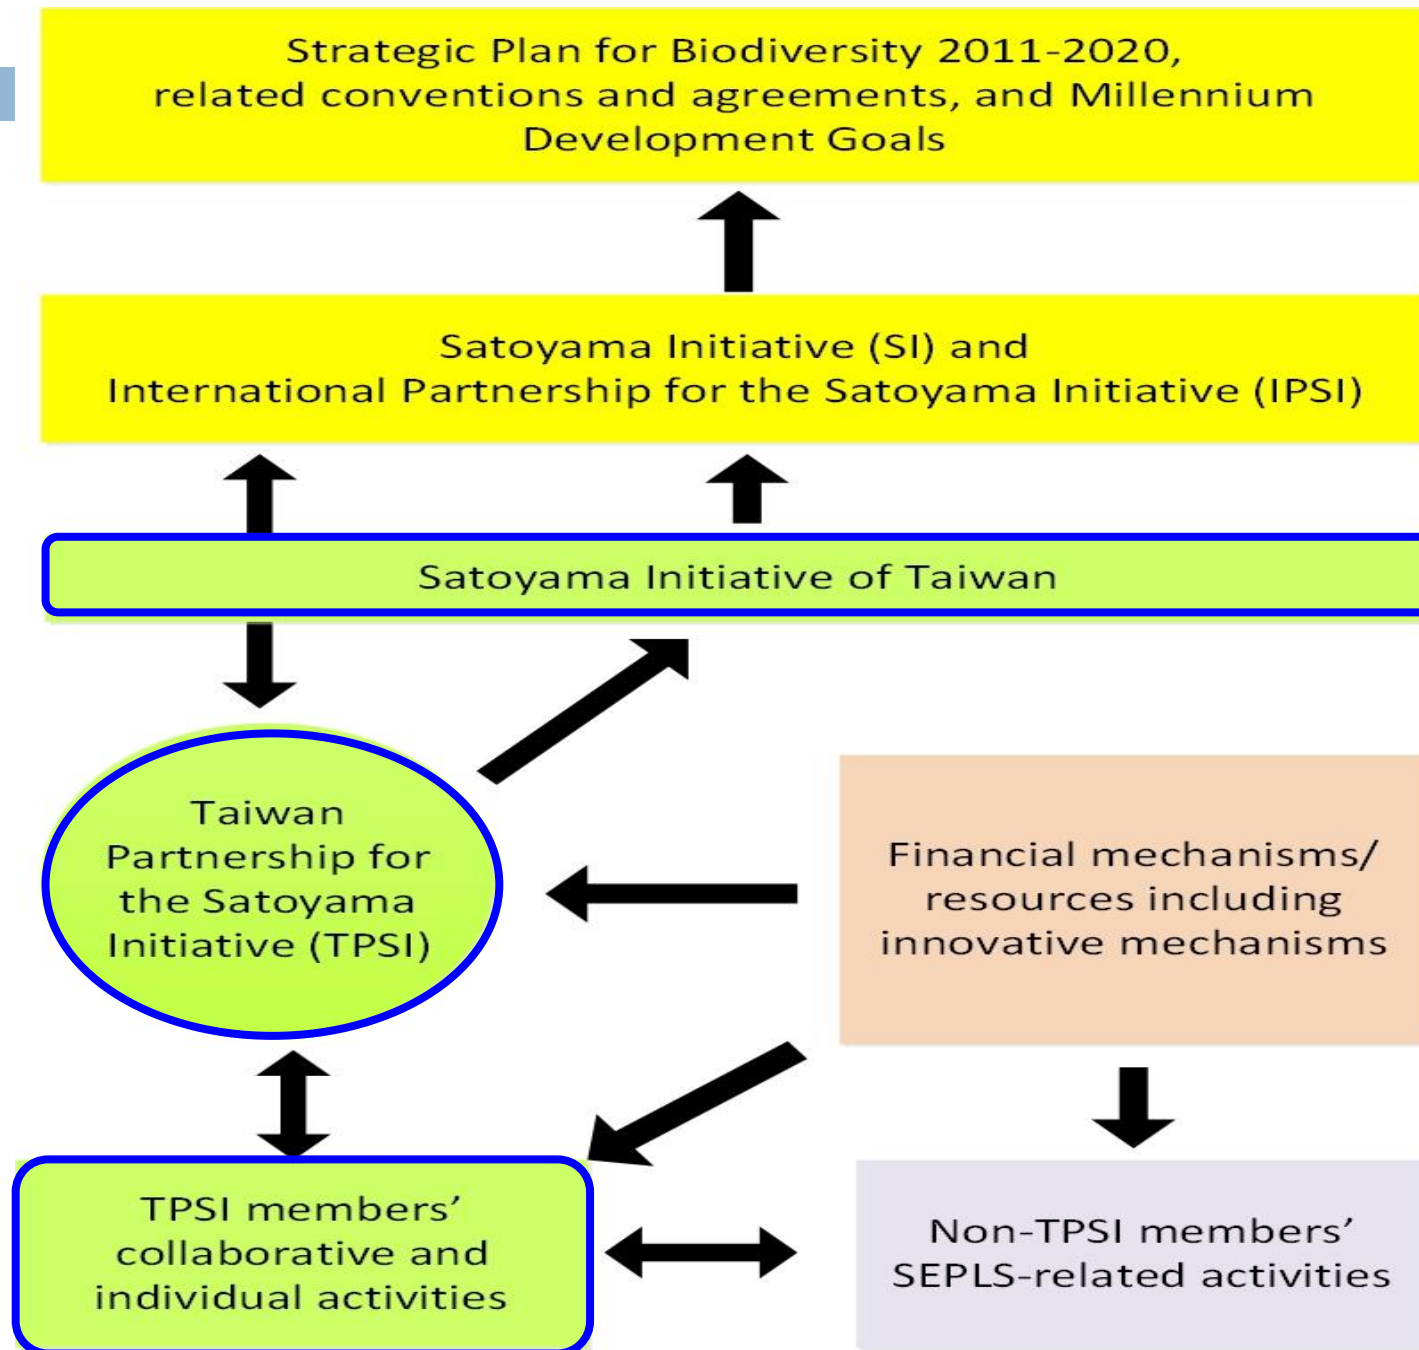 Strategic Plan for Biodiversity 2011-2020,
related conventions and agreements, and Millennium
Development Goals
Satoyama Initiative (SI) and
International Partnership for the Satoyama Initiative (IPSI)
Satoyama Initiative of Taiwan
Taiwan
Partnership for
the Satoyama
Initiative (TPSI)
Financial mechanisms/
resources including
innovative mechanisms
TPSI members’
collaborative and
individual activities
Non-TPSI members’
SEPLS-related activities